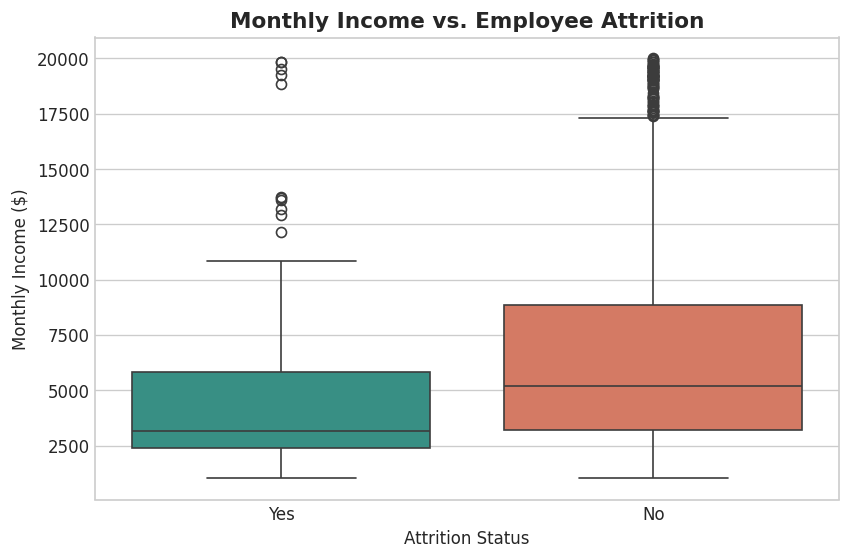 Monthly Income vs. Employee Attrition
20000
17500
15000
12500
10000
7500
5000
2500
Monthly Income ($)
Yes
No
Attrition Status